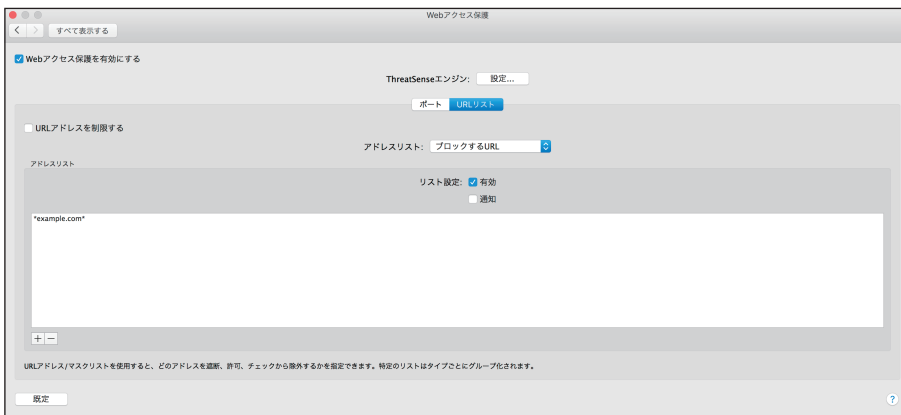 Webアクセス保護
すべて表示する
Webアクセス保護を有効にする
ThreatSenseエンジン: 設定...
ポート URLリスト
URLアドレスを制限する
アドレスリスト: ブロックするURL
アドレスリスト
リスト設定: 有効
通知
*example.com*
+ −
URLアドレス/マスクリストを使用すると、どのアドレスを遮断、許可、チェックから除外するかを指定できます。特定のリストはタイプごとにグループ化されます。
既定 ?